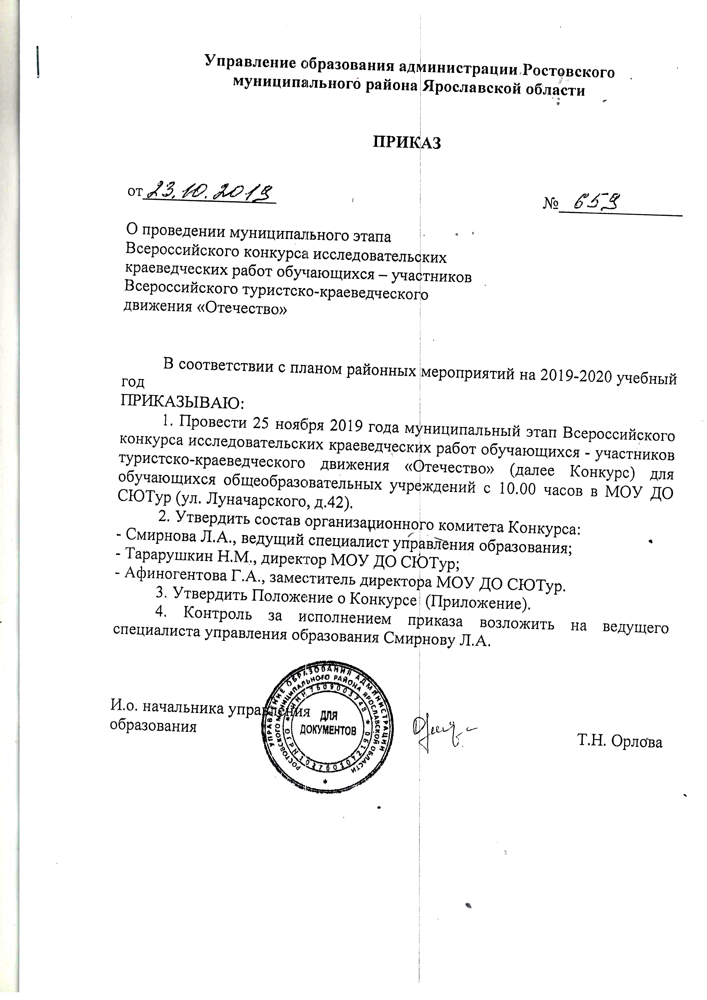 Управление образования администрации Ростовского
муниципального района Ярославской области
ПРИКАЗ
от 23.10.2019
№ 659
О проведении муниципального этапа
Всероссийского конкурса исследовательских
краеведческих работ обучающихся – участников
Всероссийского туристско-краеведческого
движения «Отечество»
В соответствии с планом районных мероприятий на 2019-2020 учебный
год
ПРИКАЗЫВАЮ:
1. Провести 25 ноября 2019 года муниципальный этап Всероссийского
конкурса исследовательских краеведческих работ обучающихся - участников
туристско-краеведческого движения «Отечество» (далее Конкурс) для
обучающихся общеобразовательных учреждений с 10.00 часов в МОУ ДО
СЮТур (ул. Луначарского, д.42).
2. Утвердить состав организационного комитета Конкурса:
- Смирнова Л.А., ведущий специалист управления образования;
- Тарарушкин Н.М., директор МОУ ДО СЮТур;
- Афиногентова Г.А., заместитель директора МОУ ДО СЮТур.
3. Утвердить Положение о Конкурсе (Приложение).
4. Контроль за исполнением приказа возложить на ведущего
специалиста управления образования Смирнову Л.А.
И.о. начальника управления
образования
УПРАВЛЕНИЕ ОБРАЗОВАНИЯ АДМИНИСТРАЦИИ
РОСТОВСКОГО МУНИЦИПАЛЬНОГО РАЙОНА ЯРОСЛАВСКОЙ ОБЛАСТИ
* ИНН 7609003748 * ОГРН 1027601072190
ДЛЯ
ДОКУМЕНТОВ
Т.Н. Орлова